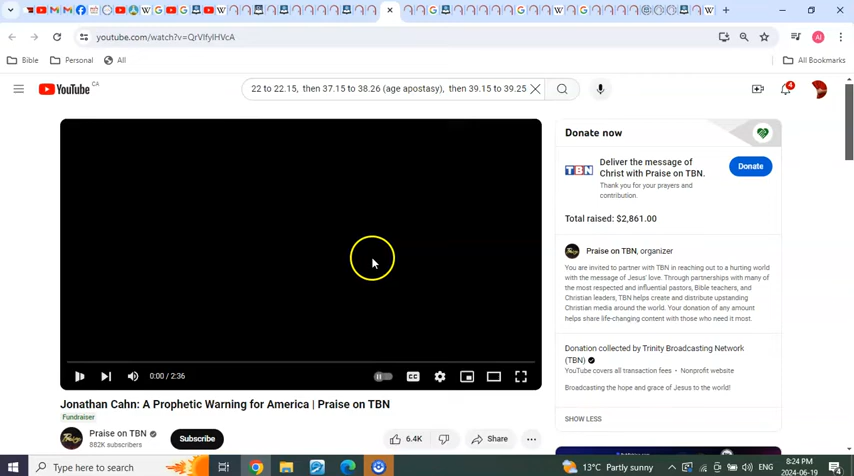 youtube.com/watch?v=QrVIfylHVcA
Bible
Personal
All
All Bookmarks
YouTube CA
22 to 22.15, then 37.15 to 38.26 (age apostasy), then 39.15 to 39.25
4
Donate now
TBN
Deliver the message of
Christ with Praise on TBN.
Thank you for your prayers and
contribution.
Donate
Total raised: $2,861.00
Praise on TBN, organizer
You are invited to partner with TBN in reaching out to a hurting world
with the message of Jesus' love. Through partnerships with many of
the most respected and influential pastors, Bible teachers, and
Christian leaders, TBN helps create and distribute upstanding
Christian media around the world. Your donation of any amount
helps share life-changing content with those who need it most.
Donation collected by Trinity Broadcasting Network
(TBN)
YouTube covers all transaction fees • Nonprofit website
Broadcasting the hope and grace of Jesus to the world!
SHOW LESS
0:00 / 2:36
CC
Jonathan Cahn: A Prophetic Warning for America | Praise on TBN
Fundraiser
Praise on TBN
882K subscribers
Subscribe
6.4K
Share
Type here to search
13°C Partly sunny
ENG
8:24 PM
2024-06-19
4